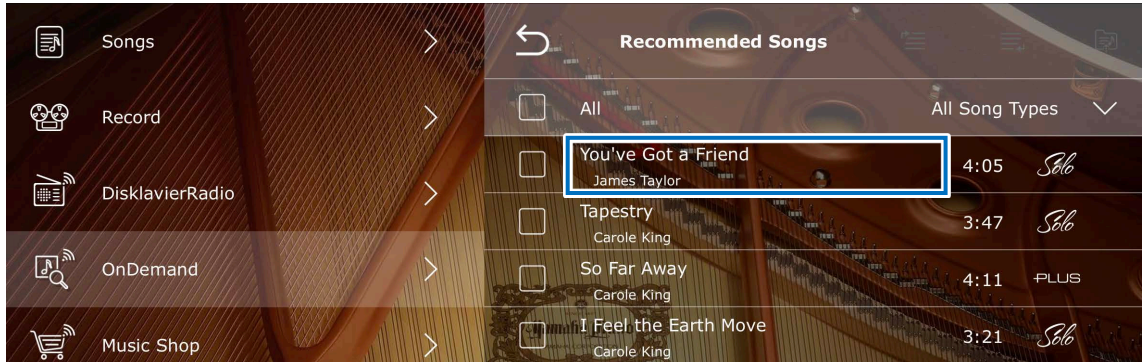 Songs
Record
DisklavierRadio
OnDemand
Music Shop
Recommended Songs
All
All Song Types
You've Got a Friend
James Taylor
4:05
Solo
Tapestry
Carole King
3:47
Solo
So Far Away
Carole King
4:11
PLUS
I Feel the Earth Move
Carole King
3:21
Solo